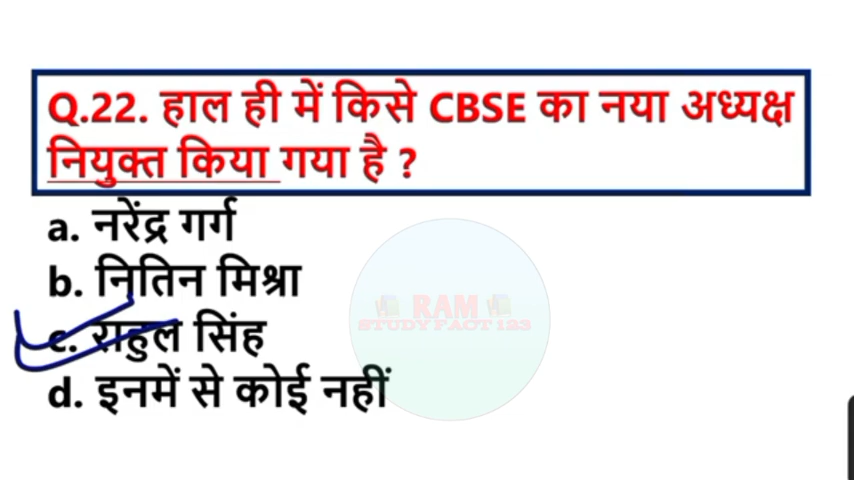 Q.22. हाल ही में किसे CBSE का नया अध्यक्ष
नियुक्त किया गया है ?
a. नरेंद्र गर्ग
b. नितिन मिश्रा
c. राहुल सिंह
d. इनमें से कोई नहीं
RAM
STUDY FACT 123